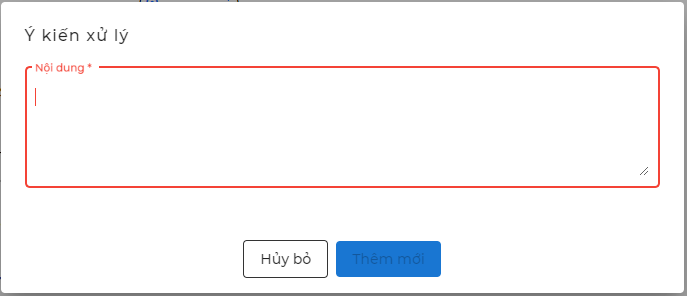 Ý kiến xử lý
Nội dung *
Hủy bỏ
Thêm mới